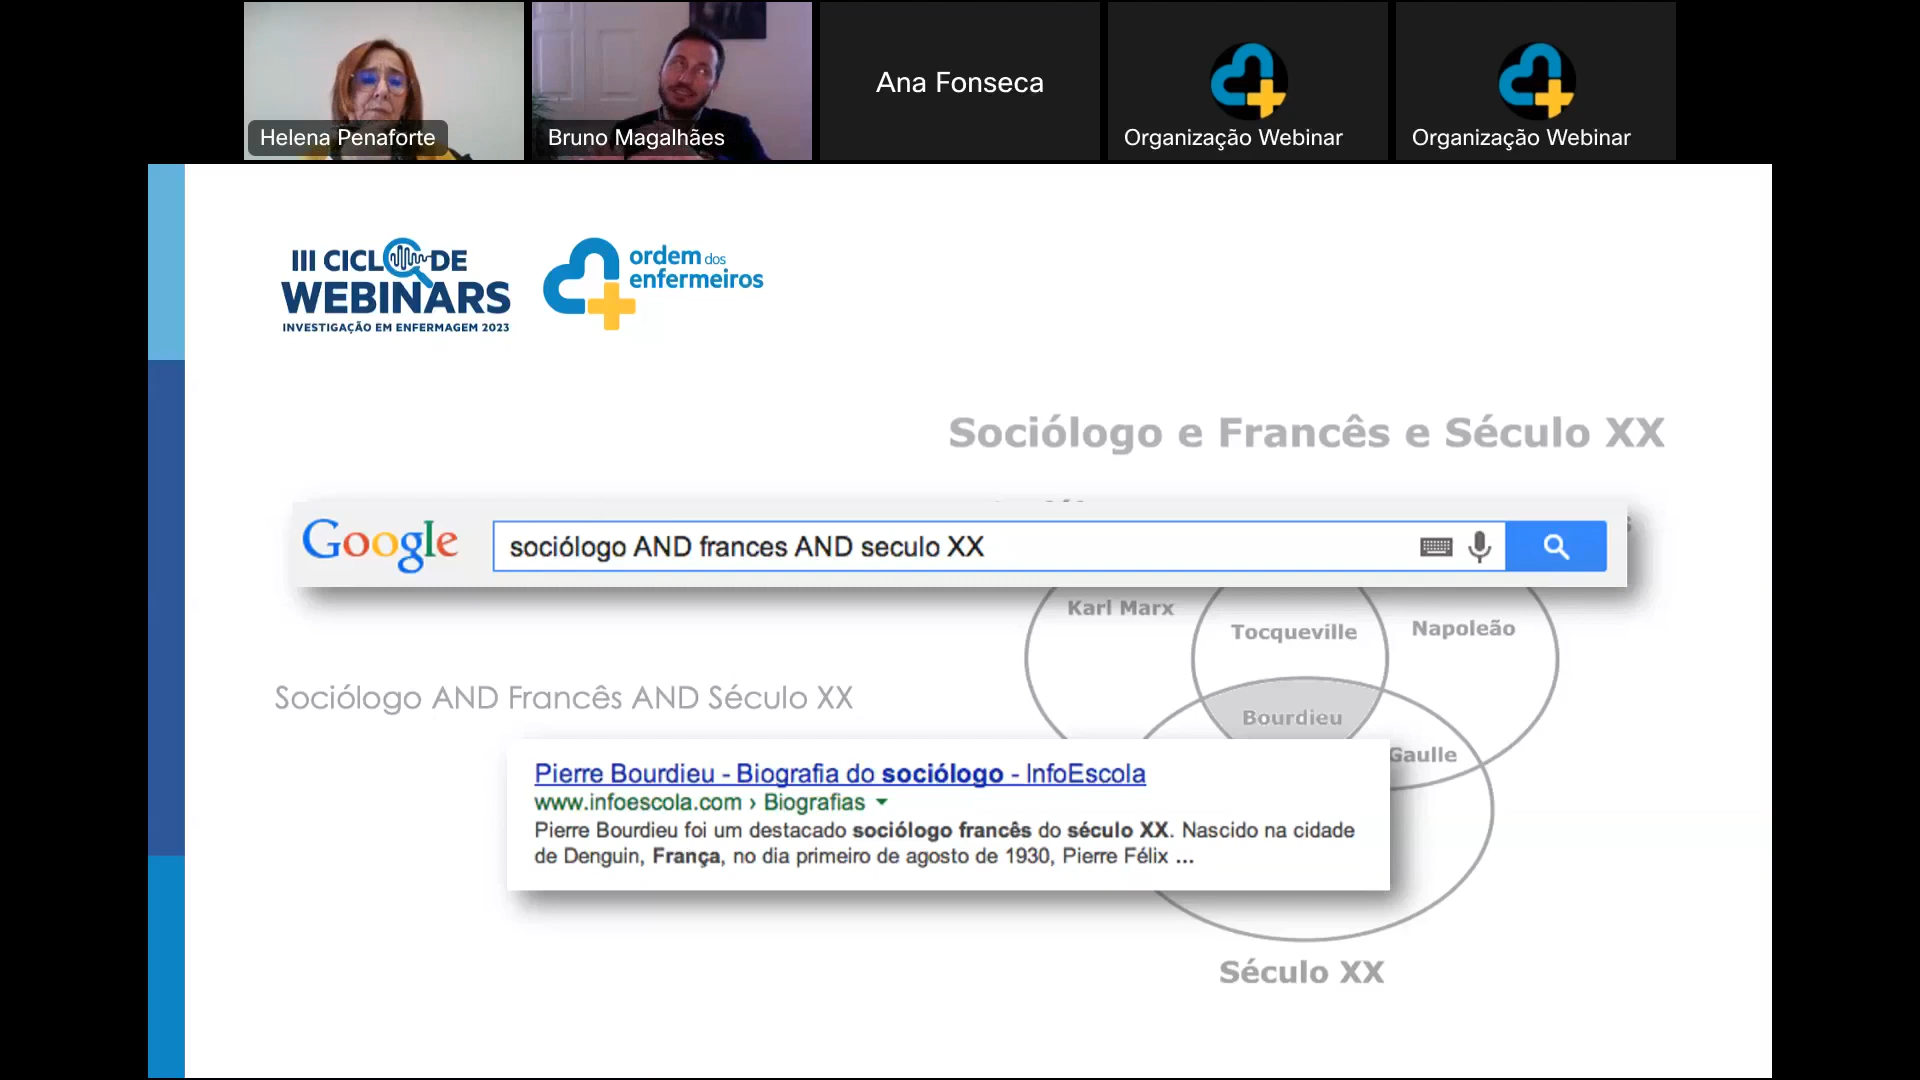 Helena Penaforte
Bruno Magalhães
Ana Fonseca
Organização Webinar
Organização Webinar
III CICLO DE
WEBINARS
INVESTIGAÇÃO EM ENFERMAGEM 2023
ordem dos
enfermeiros
Sociólogo e Francês e Século XX
Google
sociólogo AND frances AND seculo XX
Karl Marx
Tocqueville
Napoleão
Sociólogo AND Francês AND Século XX
Bourdieu
Gaulle
Pierre Bourdieu - Biografia do sociólogo - InfoEscola
www.infoescola.com › Biografias
Pierre Bourdieu foi um destacado sociólogo francês do século XX. Nascido na cidade
de Denguin, França, no dia primeiro de agosto de 1930, Pierre Félix ...
Século XX